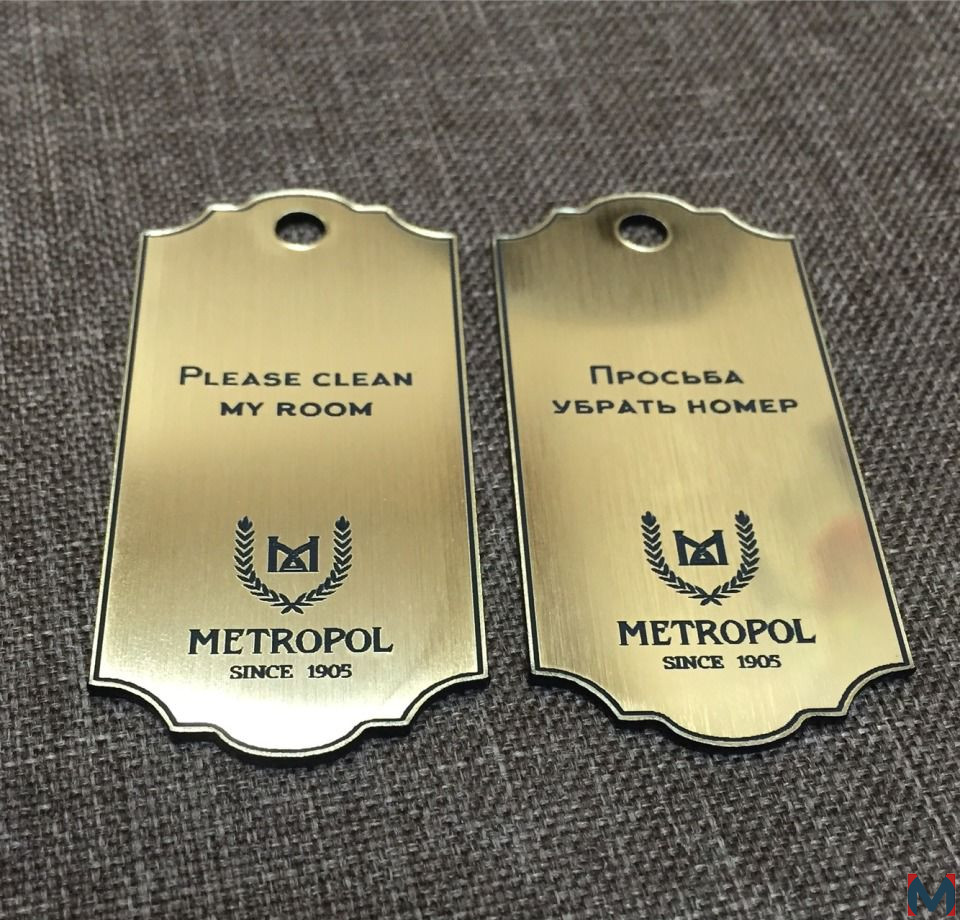 PLEASE CLEAN
MY ROOM
M
METROPOL
SINCE 1905
ПРОСЬБА
УБРАТЬ НОМЕР
M
METROPOL
SINCE 1905
M